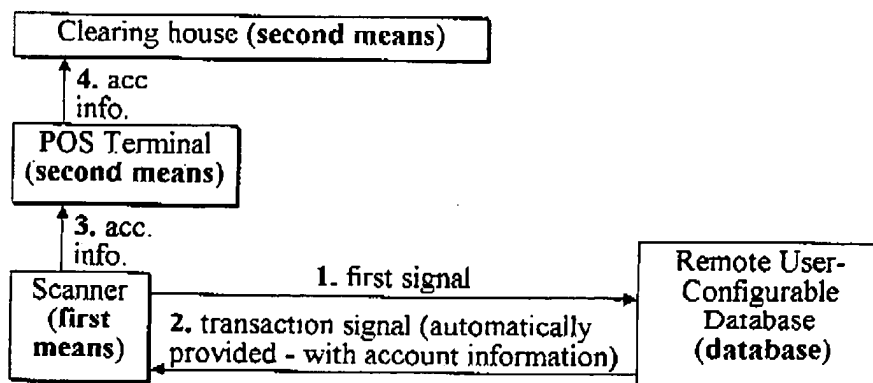 Clearing house (second means)
4. acc
info.
POS Terminal
(second means)
3. acc.
info.
Scanner
(first
means)
1. first signal
2. transaction signal (automatically
provided - with account information)
Remote User-
Configurable
Database
(database)